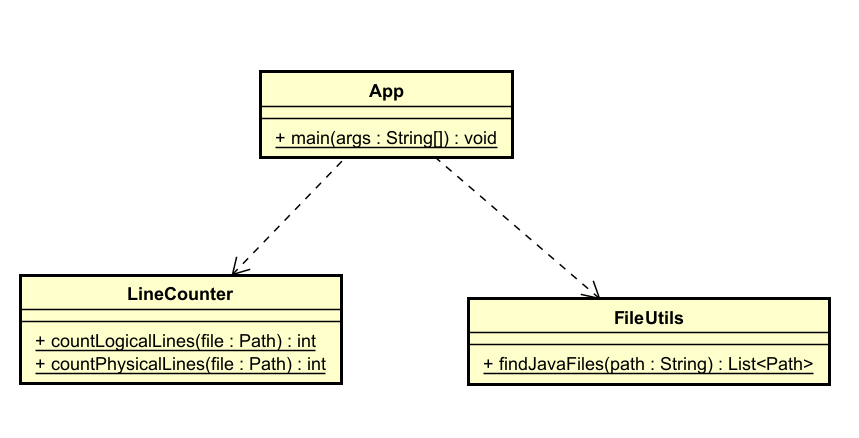 App
+ main(args : String[]) : void
LineCounter
+ countLogicalLines(file : Path) : int
+ countPhysicalLines(file : Path) : int
FileUtils
+ findJavaFiles(path : String) : List<Path>